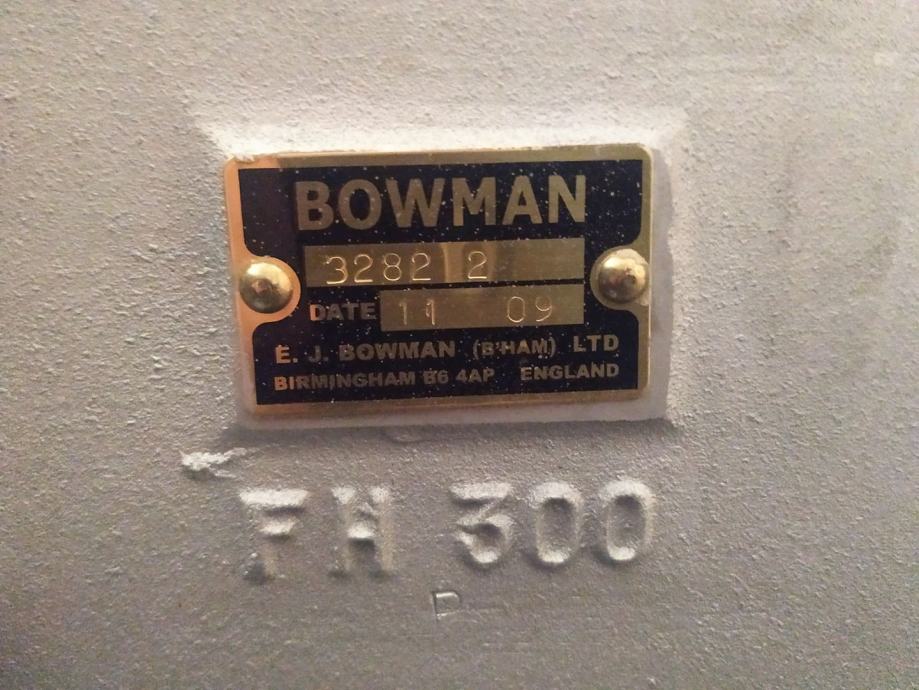 BOWMAN
3282 2
DATE 11 09
E. J. BOWMAN (B'HAM) LTD
BIRMINGHAM B6 4AP ENGLAND
FH 300
P